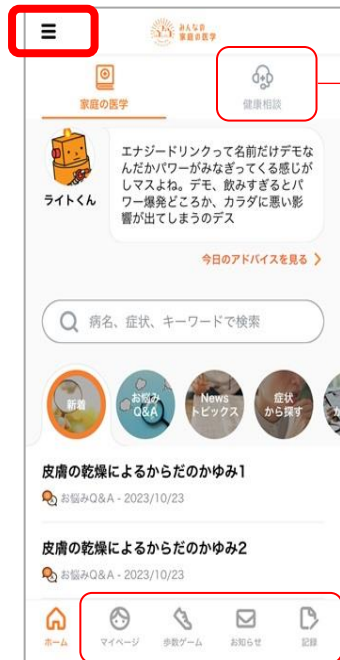 みんなの
家庭の医学
家庭の医学
健康相談
エナジードリンクって名前だけデモな
んだかパワーがみなぎってくる感じが
しマスよね。デモ、飲みすぎるとパ
ワー爆発どころか、カラダに悪い影
響が出てしまうのデス
ライトくん
今日のアドバイスを見る 〉
病名、症状、キーワードで検索
新着
お悩み
Q&A
News
トピックス
症状
から探す
か
皮膚の乾燥によるからだのかゆみ1
お悩みQ&A - 2023/10/23
皮膚の乾燥によるからだのかゆみ2
お悩みQ&A - 2023/10/23
ホーム
マイページ
歩数ゲーム
お知らせ
記録